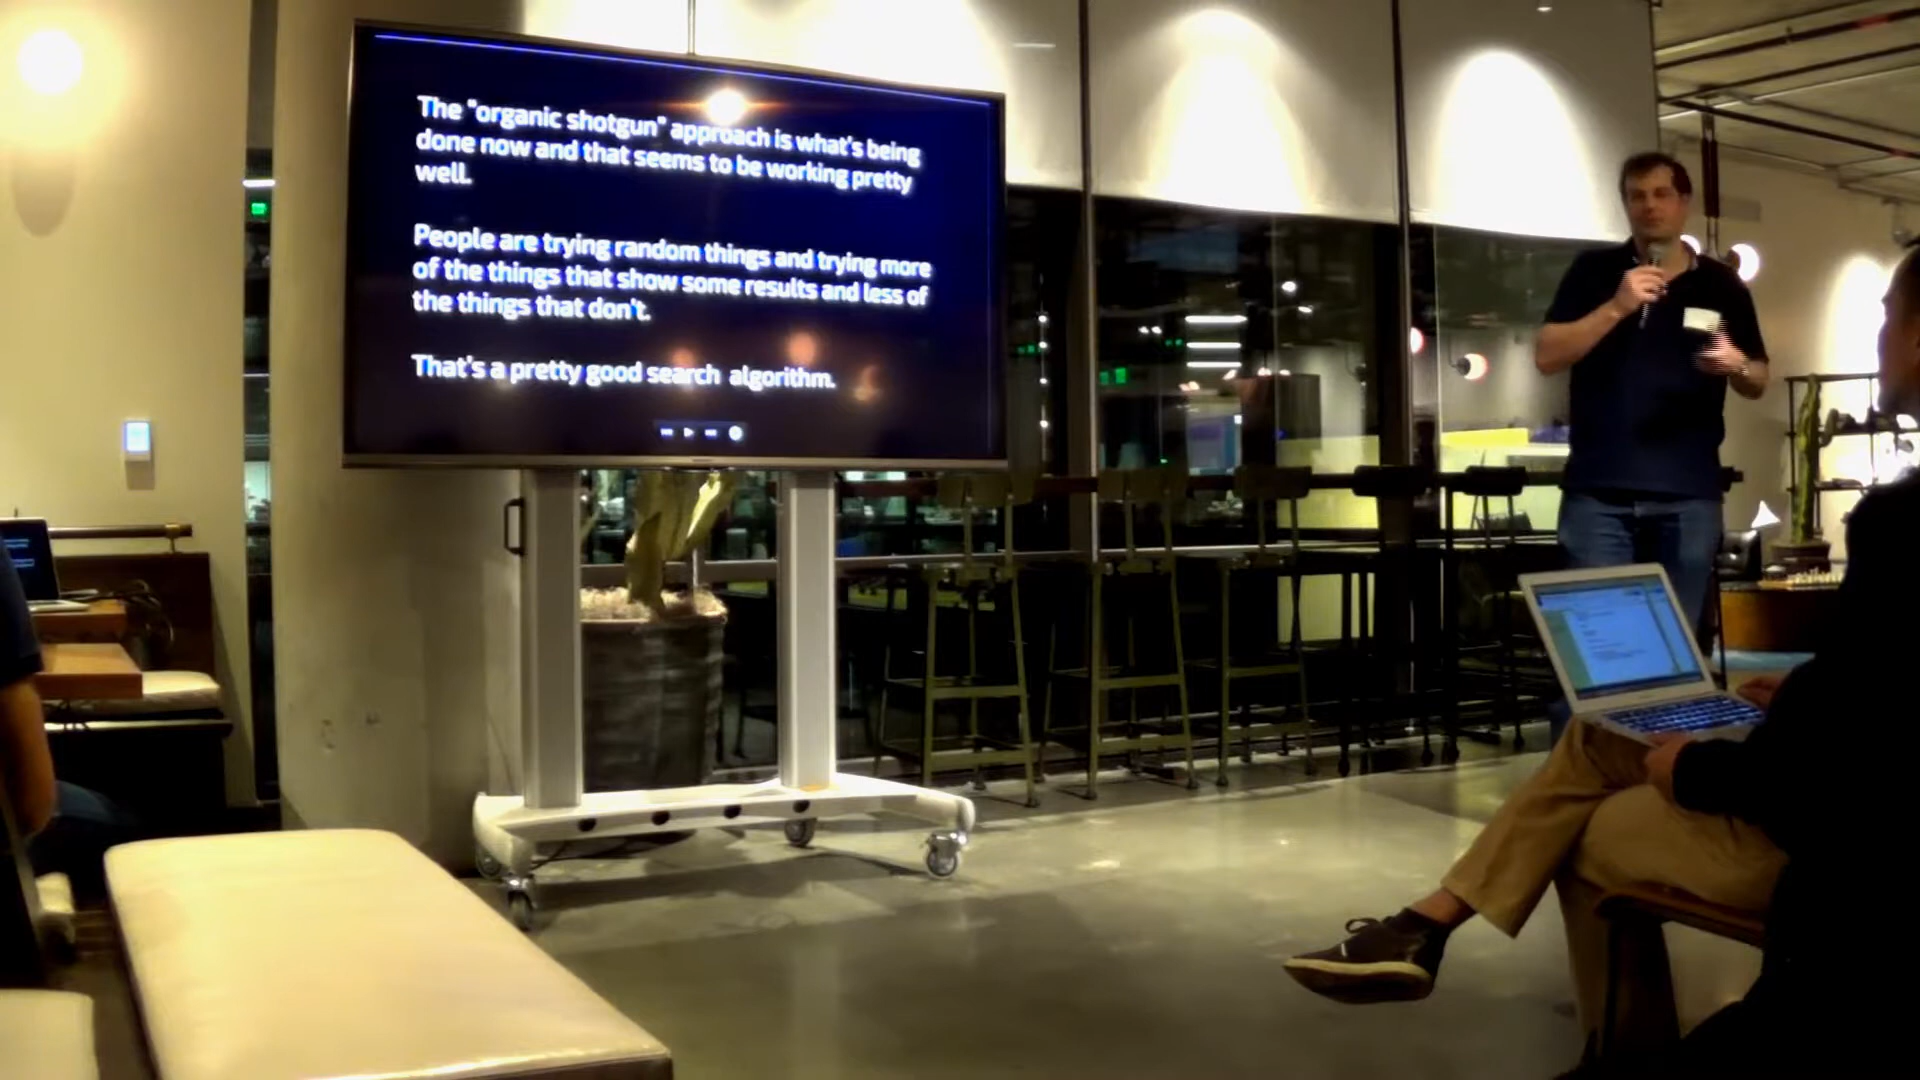 The "organic shotgun" approach is what's being
done now and that seems to be working pretty
well.
People are trying random things and trying more
of the things that show some results and less of
the things that don't.
That's a pretty good search algorithm.